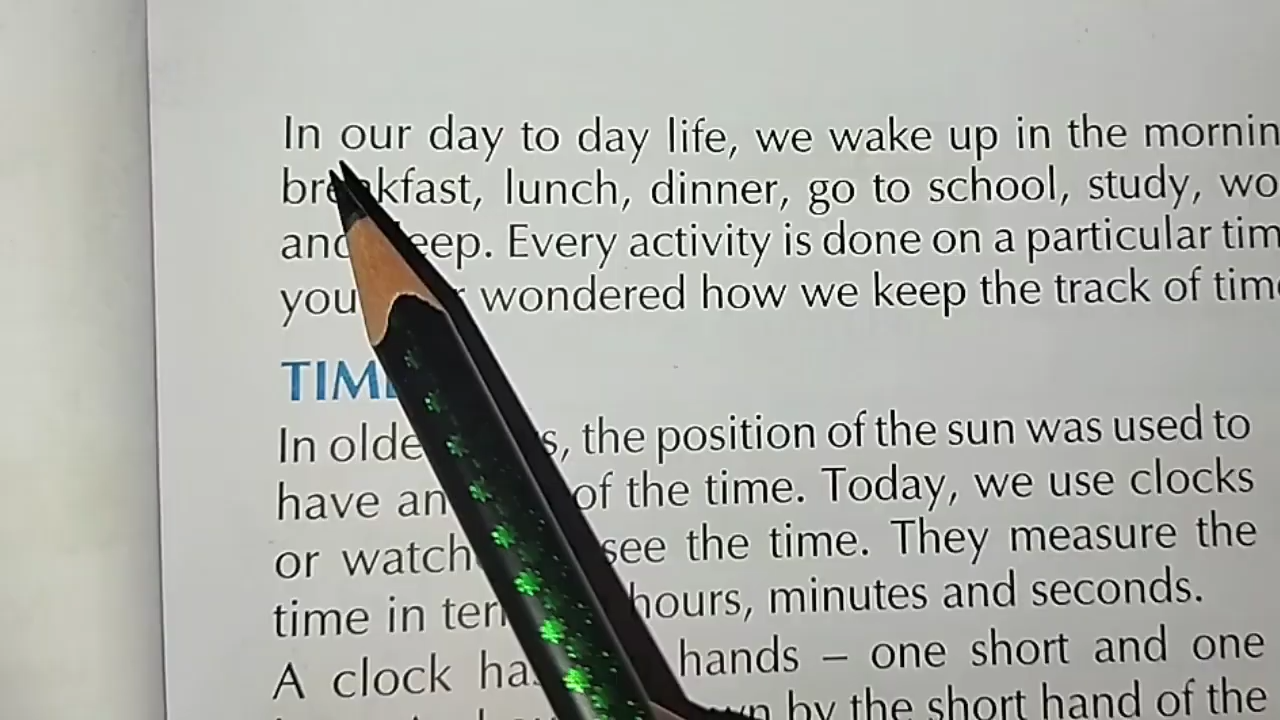 In our day to day life, we wake up in the mornin
breakfast, lunch, dinner, go to school, study, wo
and sleep. Every activity is done on a particular tim
you wondered how we keep the track of time
TIME
In olde s, the position of the sun was used to
have an of the time. Today, we use clocks
or watch see the time. They measure the
time in ter hours, minutes and seconds.
A clock has hands – one short and one
by the short hand of the